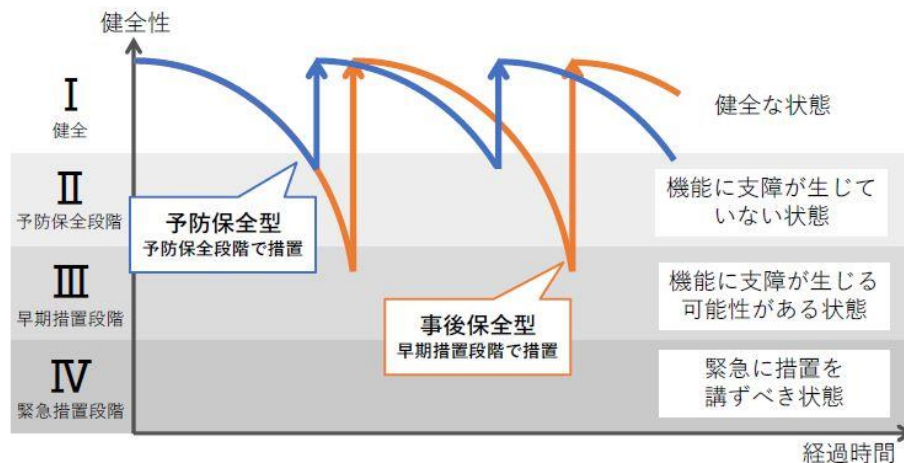 健全性
Ⅰ
健全
健全な状態
Ⅱ
予防保全段階
機能に支障が生じて
いない状態
予防保全型
予防保全段階で措置
Ⅲ
早期措置段階
機能に支障が生じる
可能性がある状態
事後保全型
早期措置段階で措置
Ⅳ
緊急措置段階
緊急に措置を
講ずべき状態
経過時間